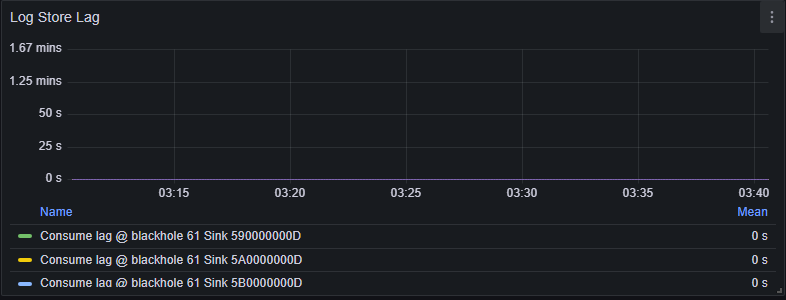 Log Store Lag
1.67 mins
1.25 mins
50 s
25 s
0 s
03:15 03:20 03:25 03:30 03:35 03:40
Name Mean
Consume lag @ blackhole 61 Sink 590000000D 0 s
Consume lag @ blackhole 61 Sink 5A0000000D 0 s
Consume lag @ blackhole 61 Sink 5B0000000D 0 s